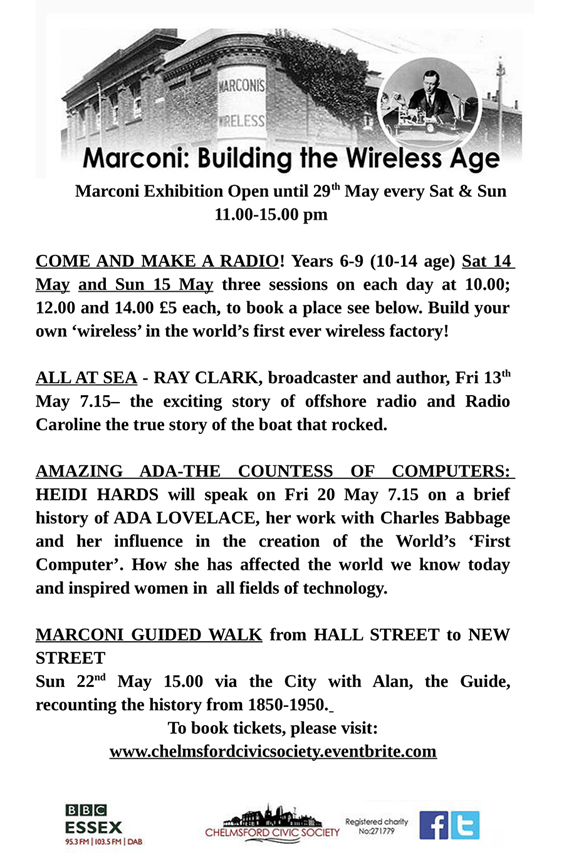 MARCONI'S
WIRELESS
Marconi: Building the Wireless Age
Marconi Exhibition Open until 29th May every Sat & Sun
11.00-15.00 pm
COME AND MAKE A RADIO! Years 6-9 (10-14 age) Sat 14
May and Sun 15 May three sessions on each day at 10.00;
12.00 and 14.00 £5 each, to book a place see below. Build your
own ‘wireless’ in the world’s first ever wireless factory!
ALL AT SEA - RAY CLARK, broadcaster and author, Fri 13th
May 7.15– the exciting story of offshore radio and Radio
Caroline the true story of the boat that rocked.
AMAZING ADA-THE COUNTESS OF COMPUTERS:
HEIDI HARDS will speak on Fri 20 May 7.15 on a brief
history of ADA LOVELACE, her work with Charles Babbage
and her influence in the creation of the World’s ‘First
Computer’. How she has affected the world we know today
and inspired women in all fields of technology.
MARCONI GUIDED WALK from HALL STREET to NEW
STREET
Sun 22nd May 15.00 via the City with Alan, the Guide,
recounting the history from 1850-1950.
To book tickets, please visit:
www.chelmsfordcivicsociety.eventbrite.com
BBC
ESSEX
95.3 FM | 103.5 FM | DAB
CHELMSFORD CIVIC SOCIETY
Registered charity
No:271779